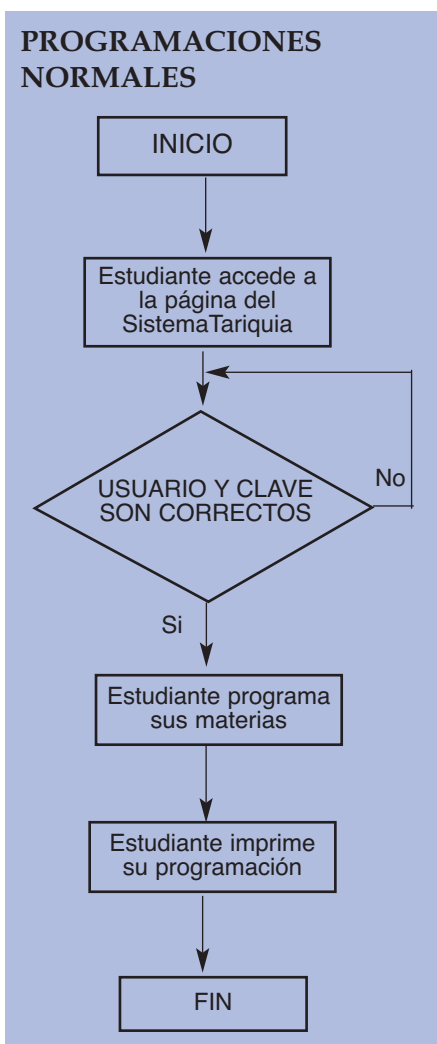 PROGRAMACIONES
NORMALES
INICIO
Estudiante accede a
la página del
SistemaTariquia
No
USUARIO Y CLAVE
SON CORRECTOS
Si
Estudiante programa
sus materias
Estudiante imprime
su programación
FIN